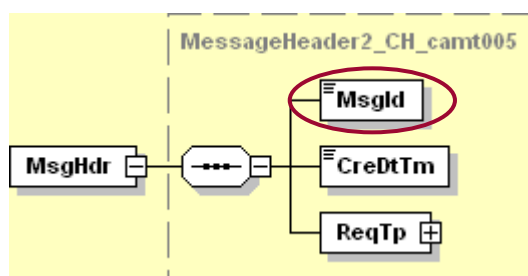 MessageHeader2_CH_camt005
MsgId
MsgHdr
CreDtTm
ReqTp